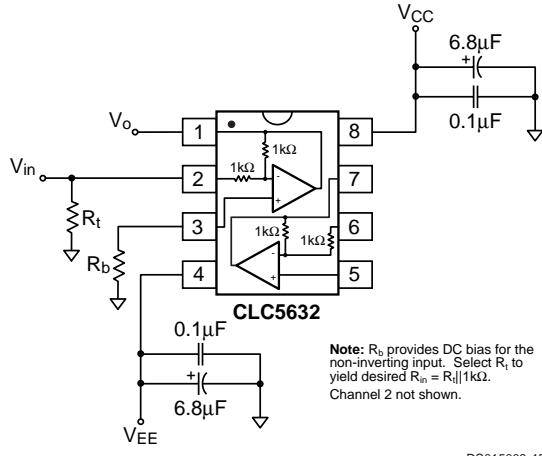 VCC
6.8µF
+
0.1µF
Vo
1
8
1kΩ
Vin
2
1kΩ
-
7
+
Rt
3
6
1kΩ
1kΩ
Rb
-
4
+
5
CLC5632
0.1µF
+
6.8µF
VEE
Note: Rb provides DC bias for the
non-inverting input. Select Rt to
yield desired Rin = Rt||1kΩ.
Channel 2 not shown.